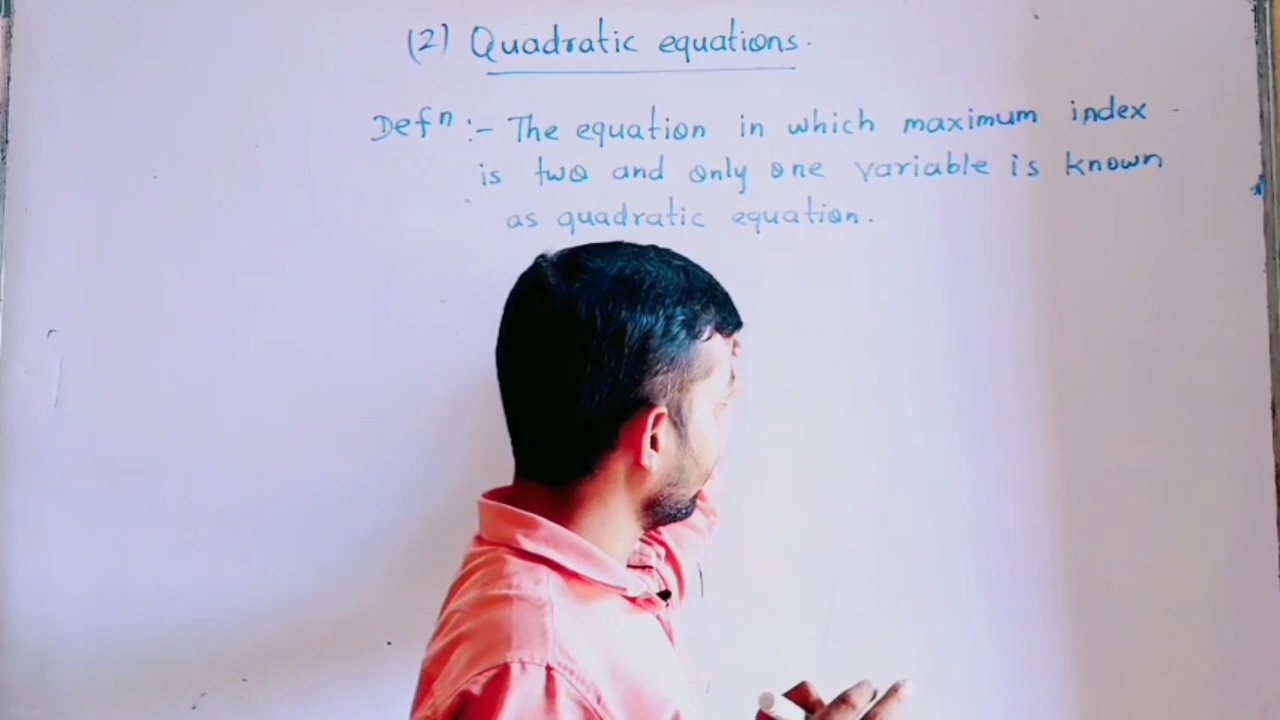 (2) Quadratic equations.
Defⁿ :- The equation in which maximum index
is two and only one variable is known
as quadratic equation.